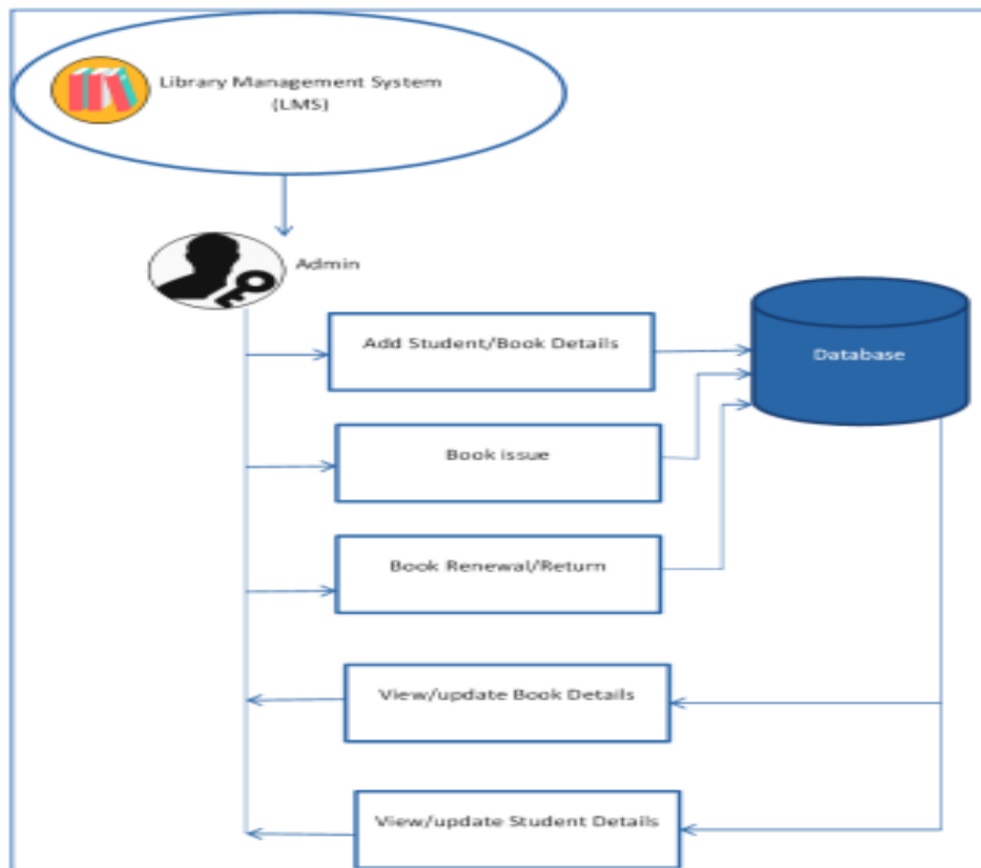 Library Management System
(LMS)
Admin
Add Student/Book Details
Database
Book issue
Book Renewal/Return
View/update Book Details
View/update Student Details